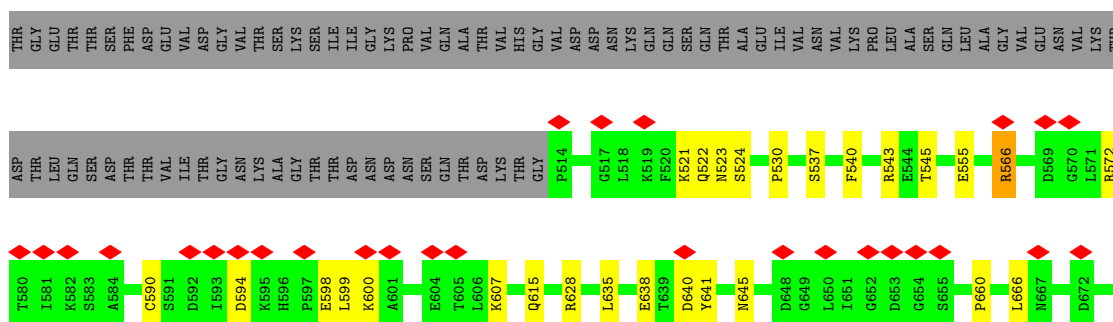 THR GLY GLU THR THR SER PHE ASP GLU VAL ASP GLY VAL THR SER LYS SER ILE ILE GLY LYS PRO VAL GLN ALA THR VAL HIS GLY VAL ASP ASP ASN LYS GLN GLN SER GLN THR ALA GLU ILE VAL ASN VAL LYS PRO LEU ALA SER GLN LEU ALA GLY VAL GLU ASN VAL LYS THR
ASP THR LEU GLN SER ASP THR THR VAL ILE THR GLY ASN LYS ALA GLY THR THR ASP ASN ASP ASN SER GLN THR ASP LYS THR GLY P514 G517 L518 K519 F520 K521 Q522 N523 S524 P530 S537 F540 R543 E544 T545 E555 R566 D569 G570 L571 R572
T580 I581 K582 S583 A584 C590 S591 D592 I593 D594 K595 H596 P597 E598 L599 K600 A601 E604 T605 L606 K607 Q615 R628 L635 E638 T639 D640 Y641 N645 D648 G649 L650 I651 G652 D653 G654 S655 P660 L666 N667 D672